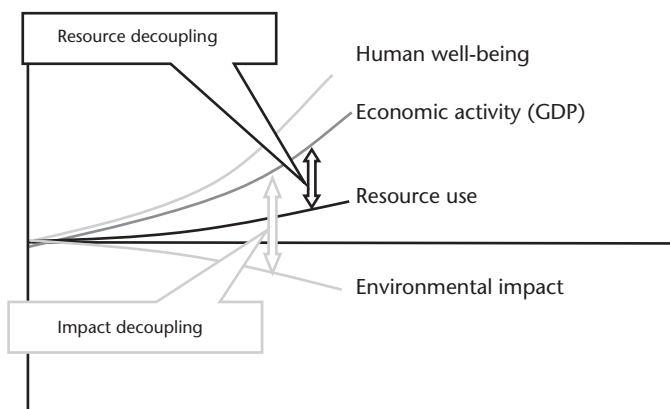 Resource decoupling
Human well-being
Economic activity (GDP)
Resource use
Environmental impact
Impact decoupling